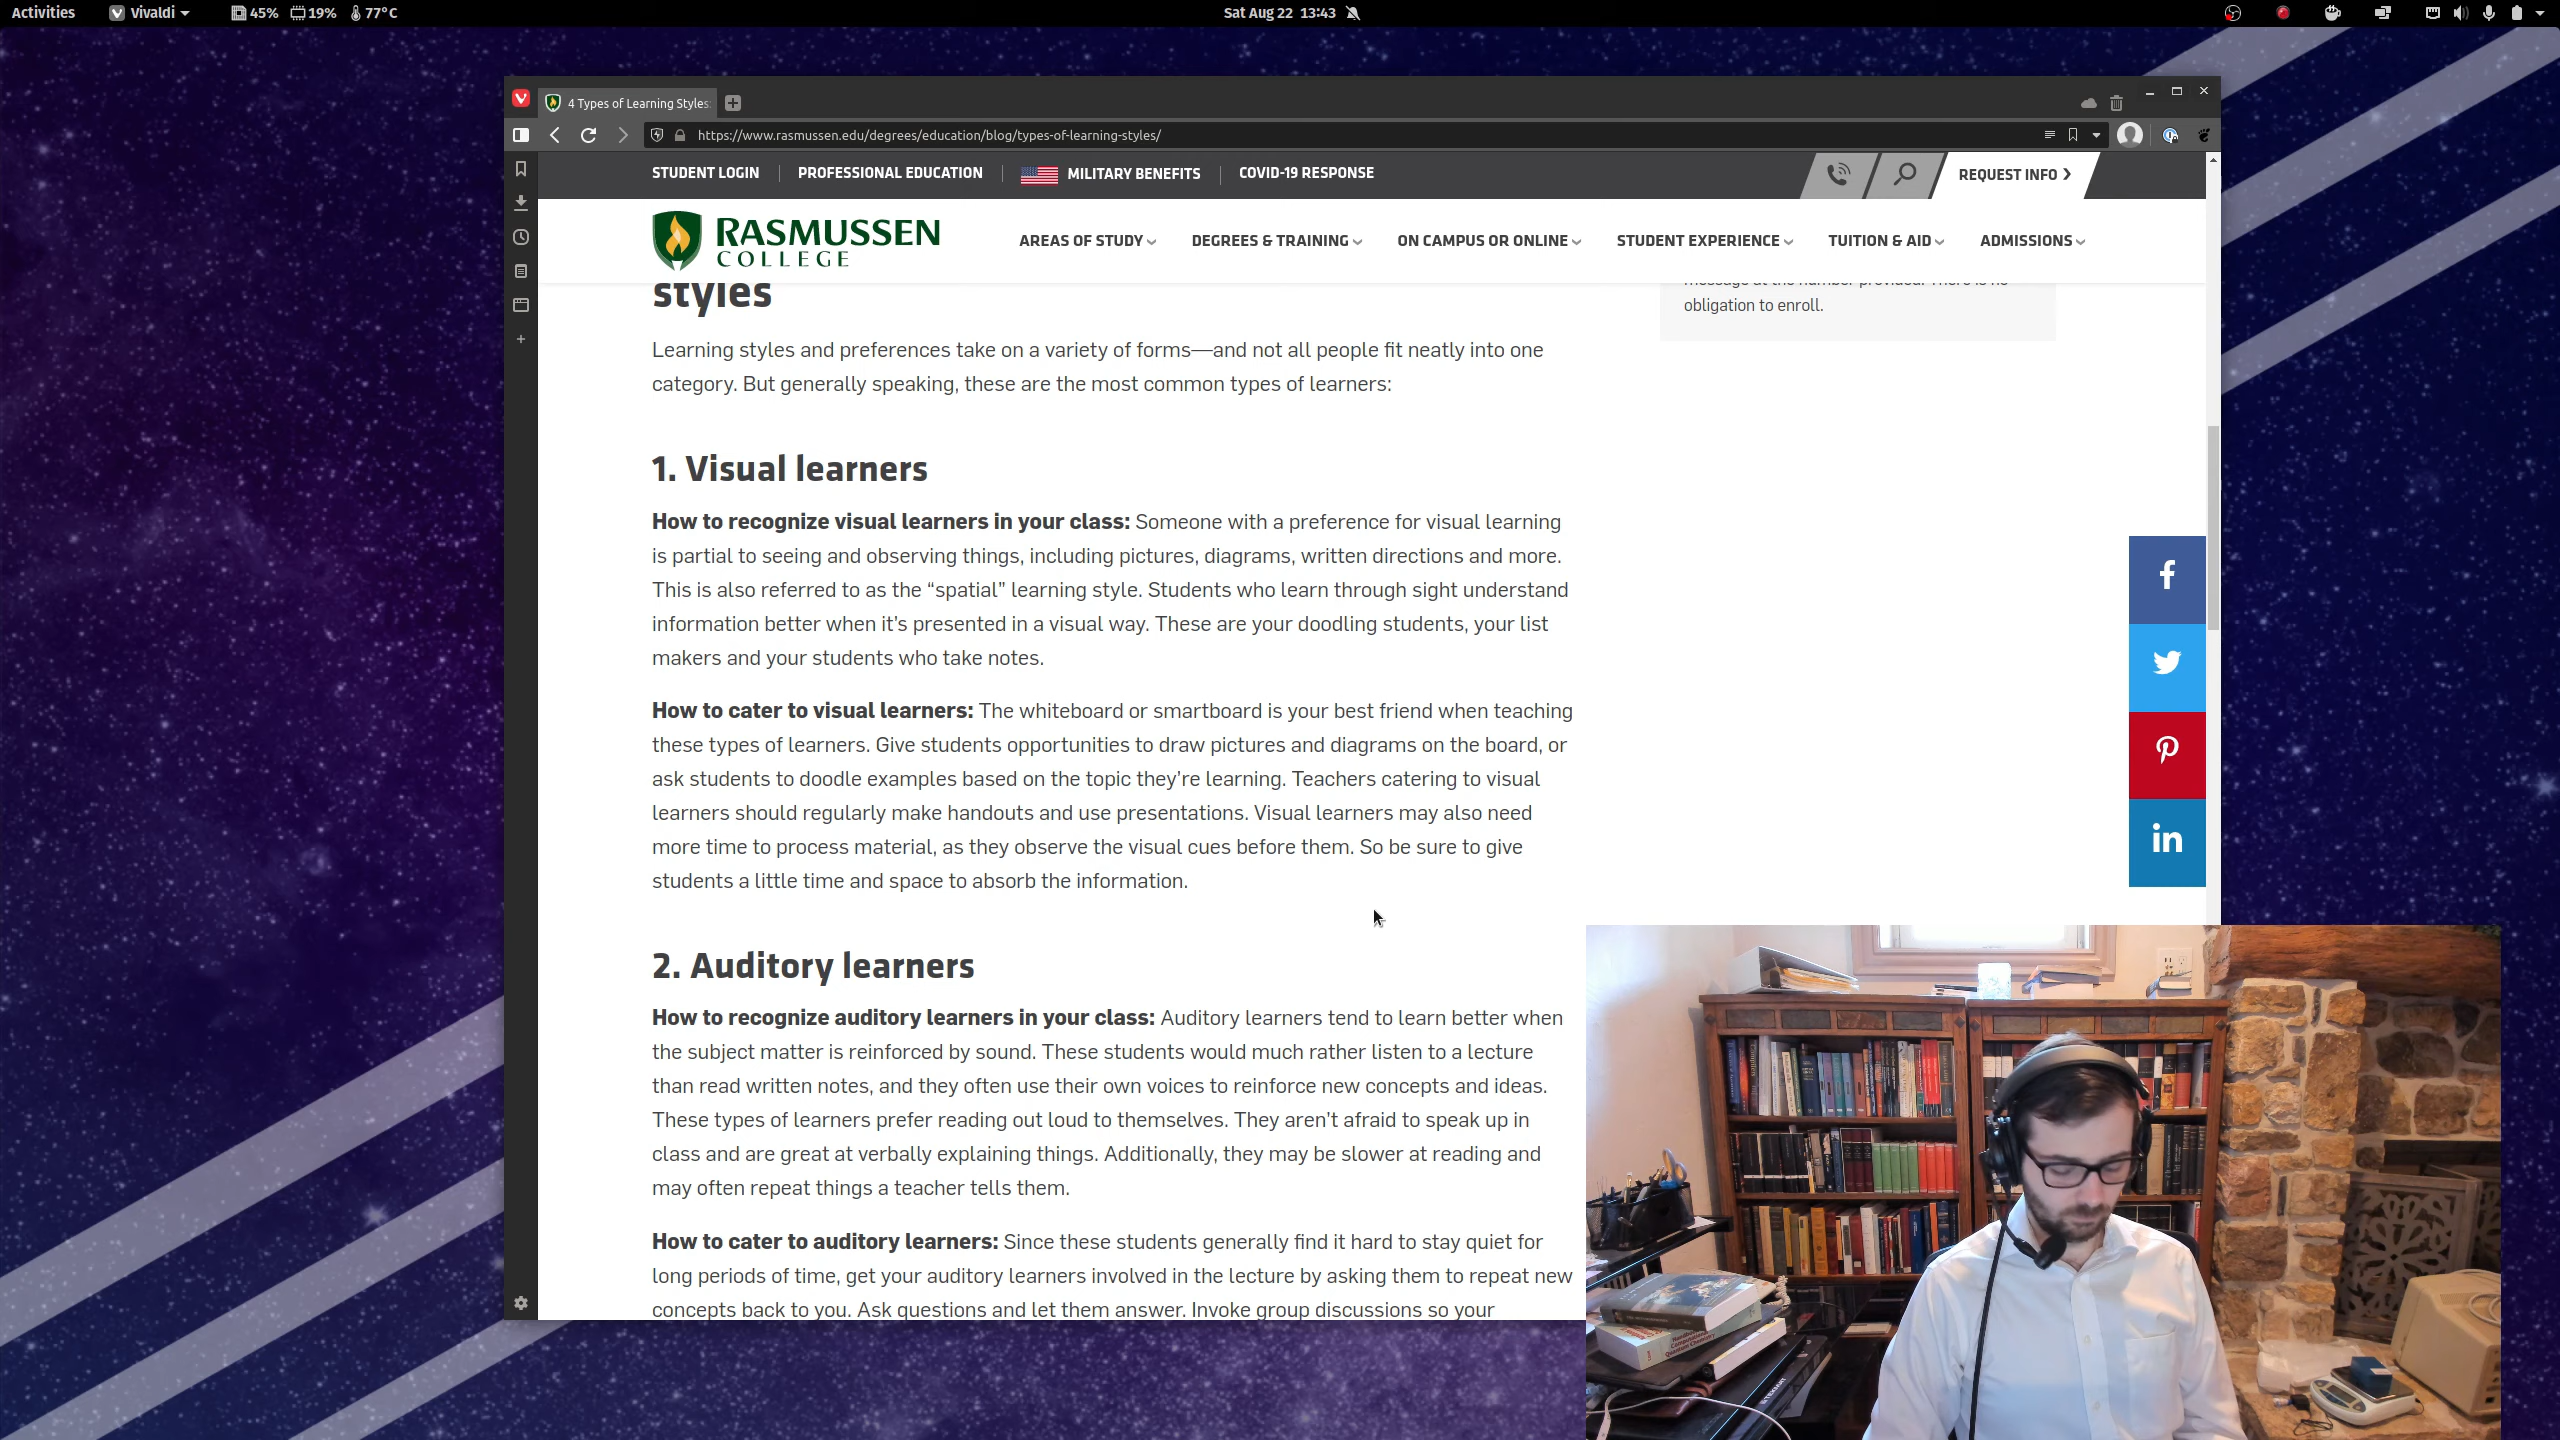 Activities Vivaldi 45% 19% 77°C Sat Aug 22 13:43
4 Types of Learning Styles
https://www.rasmussen.edu/degrees/education/blog/types-of-learning-styles/
STUDENT LOGIN PROFESSIONAL EDUCATION MILITARY BENEFITS COVID-19 RESPONSE REQUEST INFO
RASMUSSEN
COLLEGE
AREAS OF STUDY DEGREES & TRAINING ON CAMPUS OR ONLINE STUDENT EXPERIENCE TUITION & AID ADMISSIONS
styles
message at the number provided. There is no
obligation to enroll.
Learning styles and preferences take on a variety of forms—and not all people fit neatly into one
category. But generally speaking, these are the most common types of learners:
1. Visual learners
How to recognize visual learners in your class: Someone with a preference for visual learning
is partial to seeing and observing things, including pictures, diagrams, written directions and more.
This is also referred to as the “spatial” learning style. Students who learn through sight understand
information better when it’s presented in a visual way. These are your doodling students, your list
makers and your students who take notes.
How to cater to visual learners: The whiteboard or smartboard is your best friend when teaching
these types of learners. Give students opportunities to draw pictures and diagrams on the board, or
ask students to doodle examples based on the topic they’re learning. Teachers catering to visual
learners should regularly make handouts and use presentations. Visual learners may also need
more time to process material, as they observe the visual cues before them. So be sure to give
students a little time and space to absorb the information.
2. Auditory learners
How to recognize auditory learners in your class: Auditory learners tend to learn better when
the subject matter is reinforced by sound. These students would much rather listen to a lecture
than read written notes, and they often use their own voices to reinforce new concepts and ideas.
These types of learners prefer reading out loud to themselves. They aren’t afraid to speak up in
class and are great at verbally explaining things. Additionally, they may be slower at reading and
may often repeat things a teacher tells them.
How to cater to auditory learners: Since these students generally find it hard to stay quiet for
long periods of time, get your auditory learners involved in the lecture by asking them to repeat new
concepts back to you. Ask questions and let them answer. Invoke group discussions so your